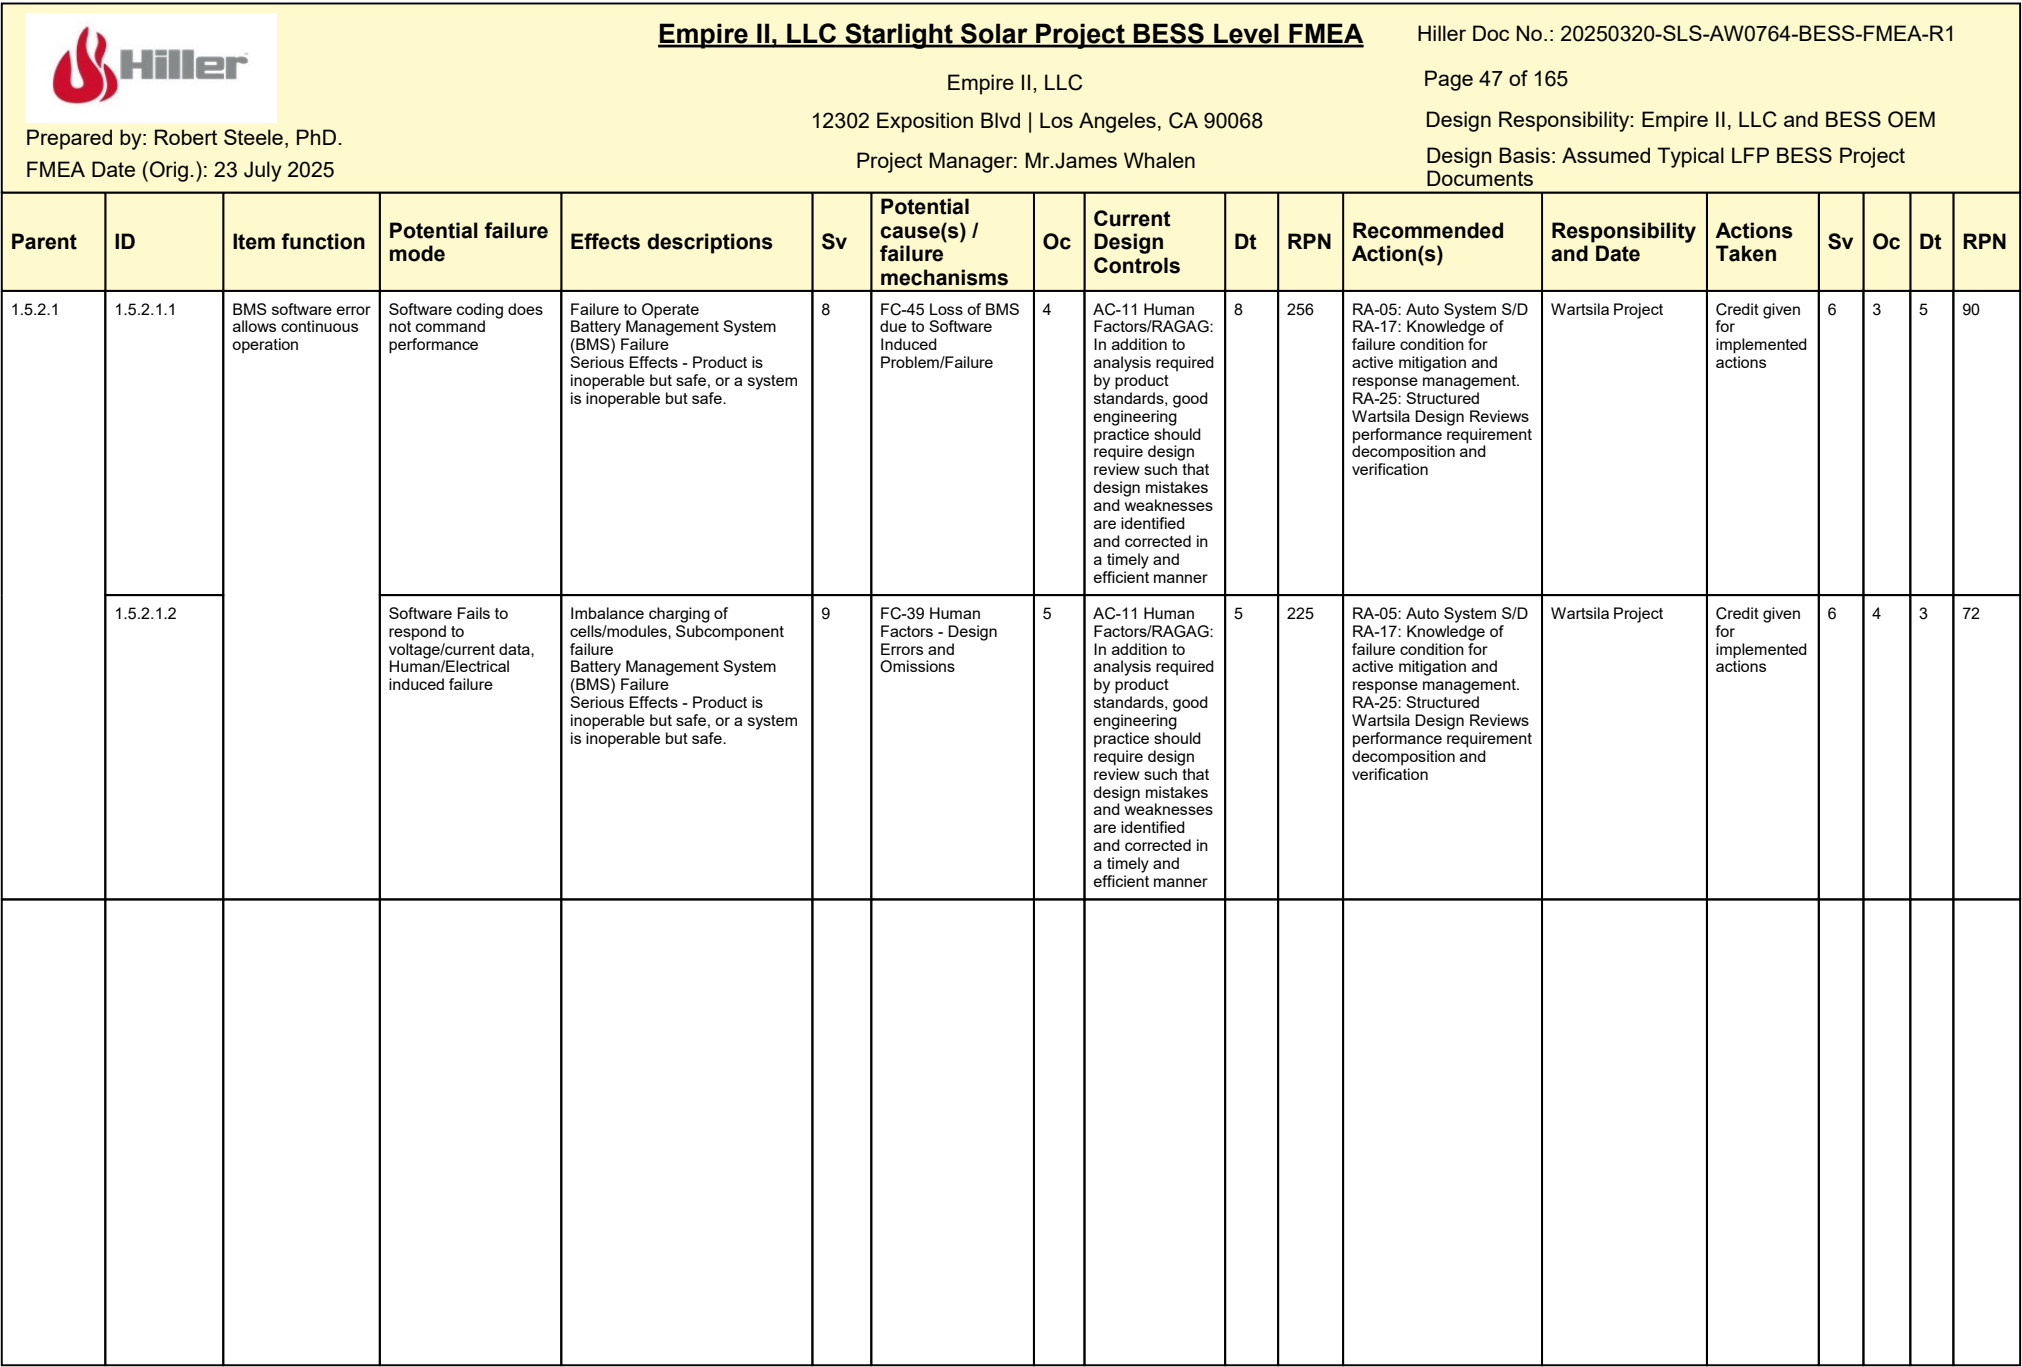 Hiller
Prepared by: Robert Steele, PhD.
FMEA Date (Orig.): 23 July 2025
Empire II, LLC Starlight Solar Project BESS Level FMEA
Empire II, LLC
12302 Exposition Blvd | Los Angeles, CA 90068
Project Manager: Mr.James Whalen
Hiller Doc No.: 20250320-SLS-AW0764-BESS-FMEA-R1
Page 47 of 165
Design Responsibility: Empire II, LLC and BESS OEM
Design Basis: Assumed Typical LFP BESS Project
Documents
Parent
ID
Item function
Potential failure
mode
Effects descriptions
Sv
Potential
cause(s) /
failure
mechanisms
Oc
Current
Design
Controls
Dt
RPN
Recommended
Action(s)
Responsibility
and Date
Actions
Taken
Sv
Oc
Dt
RPN
1.5.2.1
1.5.2.1.1
BMS software error
allows continuous
operation
Software coding does
not command
performance
Failure to Operate
Battery Management System
(BMS) Failure
Serious Effects - Product is
inoperable but safe, or a system
is inoperable but safe.
8
FC-45 Loss of BMS
due to Software
Induced
Problem/Failure
4
AC-11 Human
Factors/RAGAG:
In addition to
analysis required
by product
standards, good
engineering
practice should
require design
review such that
design mistakes
and weaknesses
are identified
and corrected in
a timely and
efficient manner
8
256
RA-05: Auto System S/D
RA-17: Knowledge of
failure condition for
active mitigation and
response management.
RA-25: Structured
Wartsila Design Reviews
performance requirement
decomposition and
verification
Wartsila Project
Credit given
for
implemented
actions
6
3
5
90
1.5.2.1.2
Software Fails to
respond to
voltage/current data,
Human/Electrical
induced failure
Imbalance charging of
cells/modules, Subcomponent
failure
Battery Management System
(BMS) Failure
Serious Effects - Product is
inoperable but safe, or a system
is inoperable but safe.
9
FC-39 Human
Factors - Design
Errors and
Omissions
5
AC-11 Human
Factors/RAGAG:
In addition to
analysis required
by product
standards, good
engineering
practice should
require design
review such that
design mistakes
and weaknesses
are identified
and corrected in
a timely and
efficient manner
5
225
RA-05: Auto System S/D
RA-17: Knowledge of
failure condition for
active mitigation and
response management.
RA-25: Structured
Wartsila Design Reviews
performance requirement
decomposition and
verification
Wartsila Project
Credit given
for
implemented
actions
6
4
3
72